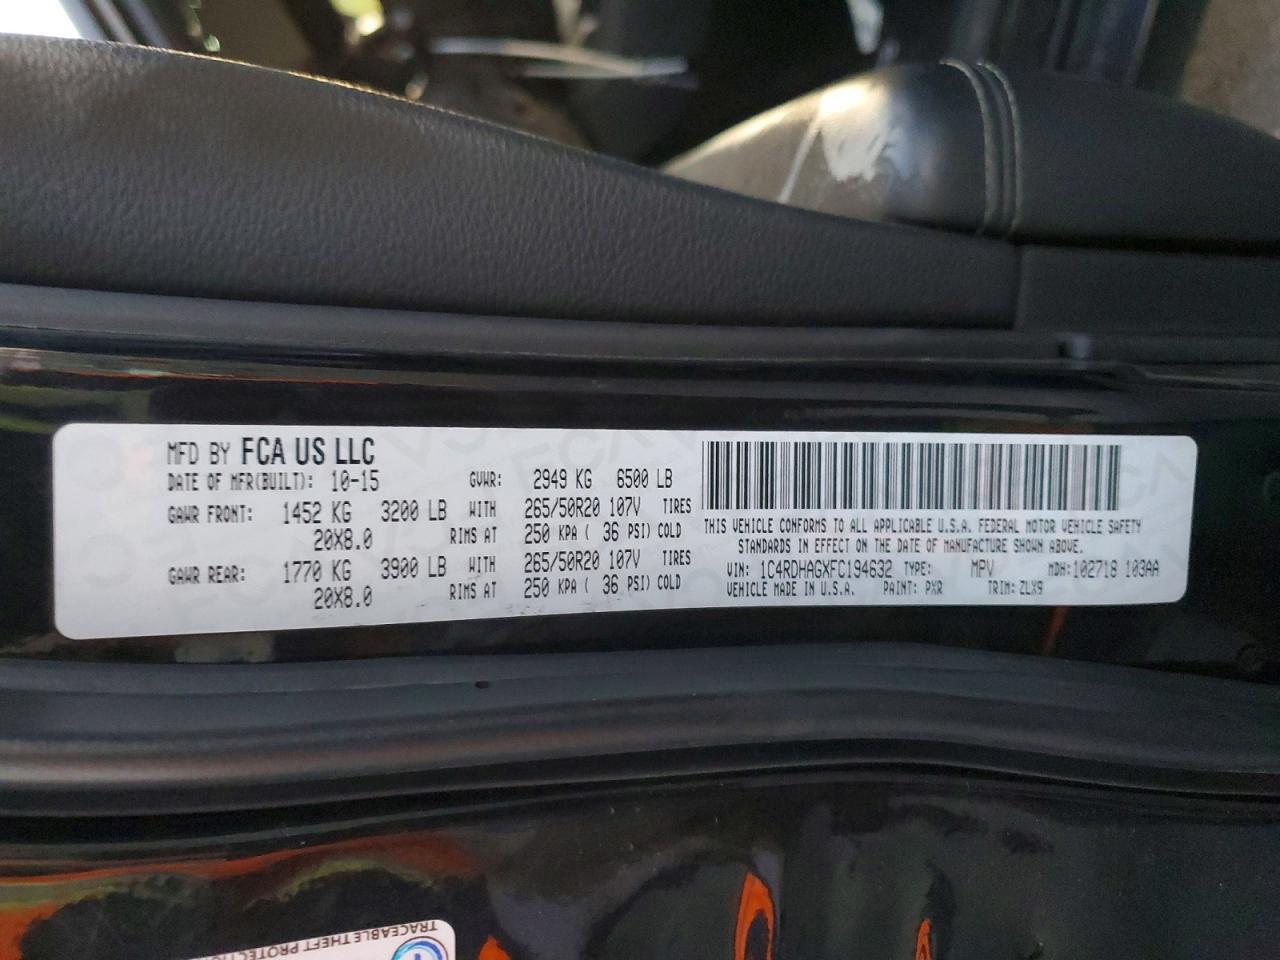 MFD BY FCA US LLC
DATE OF MFR(BUILT): 10-15 GVWR: 2949 KG 6500 LB
GAWR FRONT: 1452 KG 3200 LB WITH 265/50R20 107V TIRES
20X8.0 RIMS AT 250 KPA ( 36 PSI) COLD
GAWR REAR: 1770 KG 3900 LB WITH 265/50R20 107V TIRES
20X8.0 RIMS AT 250 KPA ( 36 PSI) COLD
THIS VEHICLE CONFORMS TO ALL APPLICABLE U.S.A. FEDERAL MOTOR VEHICLE SAFETY
STANDARDS IN EFFECT ON THE DATE OF MANUFACTURE SHOWN ABOVE.
VIN: 1C4RDHAGXFC194632 TYPE: MPV MDH:102718 103AA
VEHICLE MADE IN U.S.A. PAINT: PXR TRIM: ZLX9
TRACEABLE THEFT PROTECTION